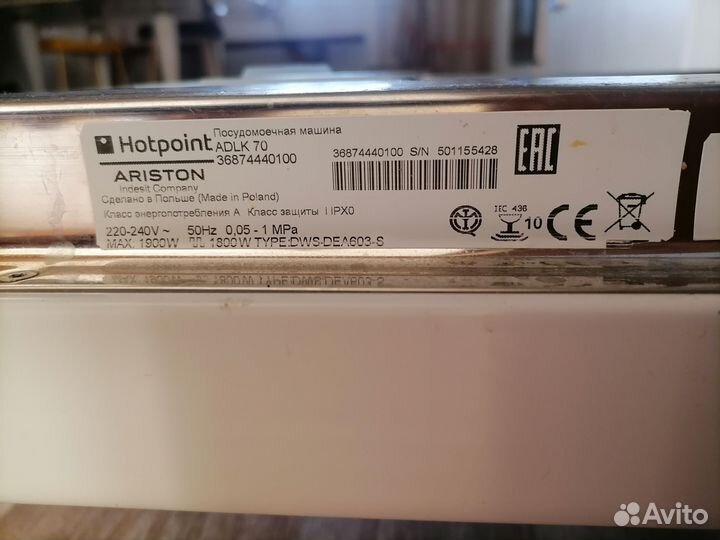 Hotpoint
ARISTON
Indesit Company
Посудомоечная машина
ADLK 70
36874440100
36874440100 S/N 501155428
EAC
Сделано в Польше (Made in Poland)
Класс энергопотребления A Класс защиты I IPX0
220-240V ~ 50Hz 0,05 - 1 MPa
MAX. 1900W 1800W TYPE:DWS-DEA603-S
IEC 436
10
CE
Avito